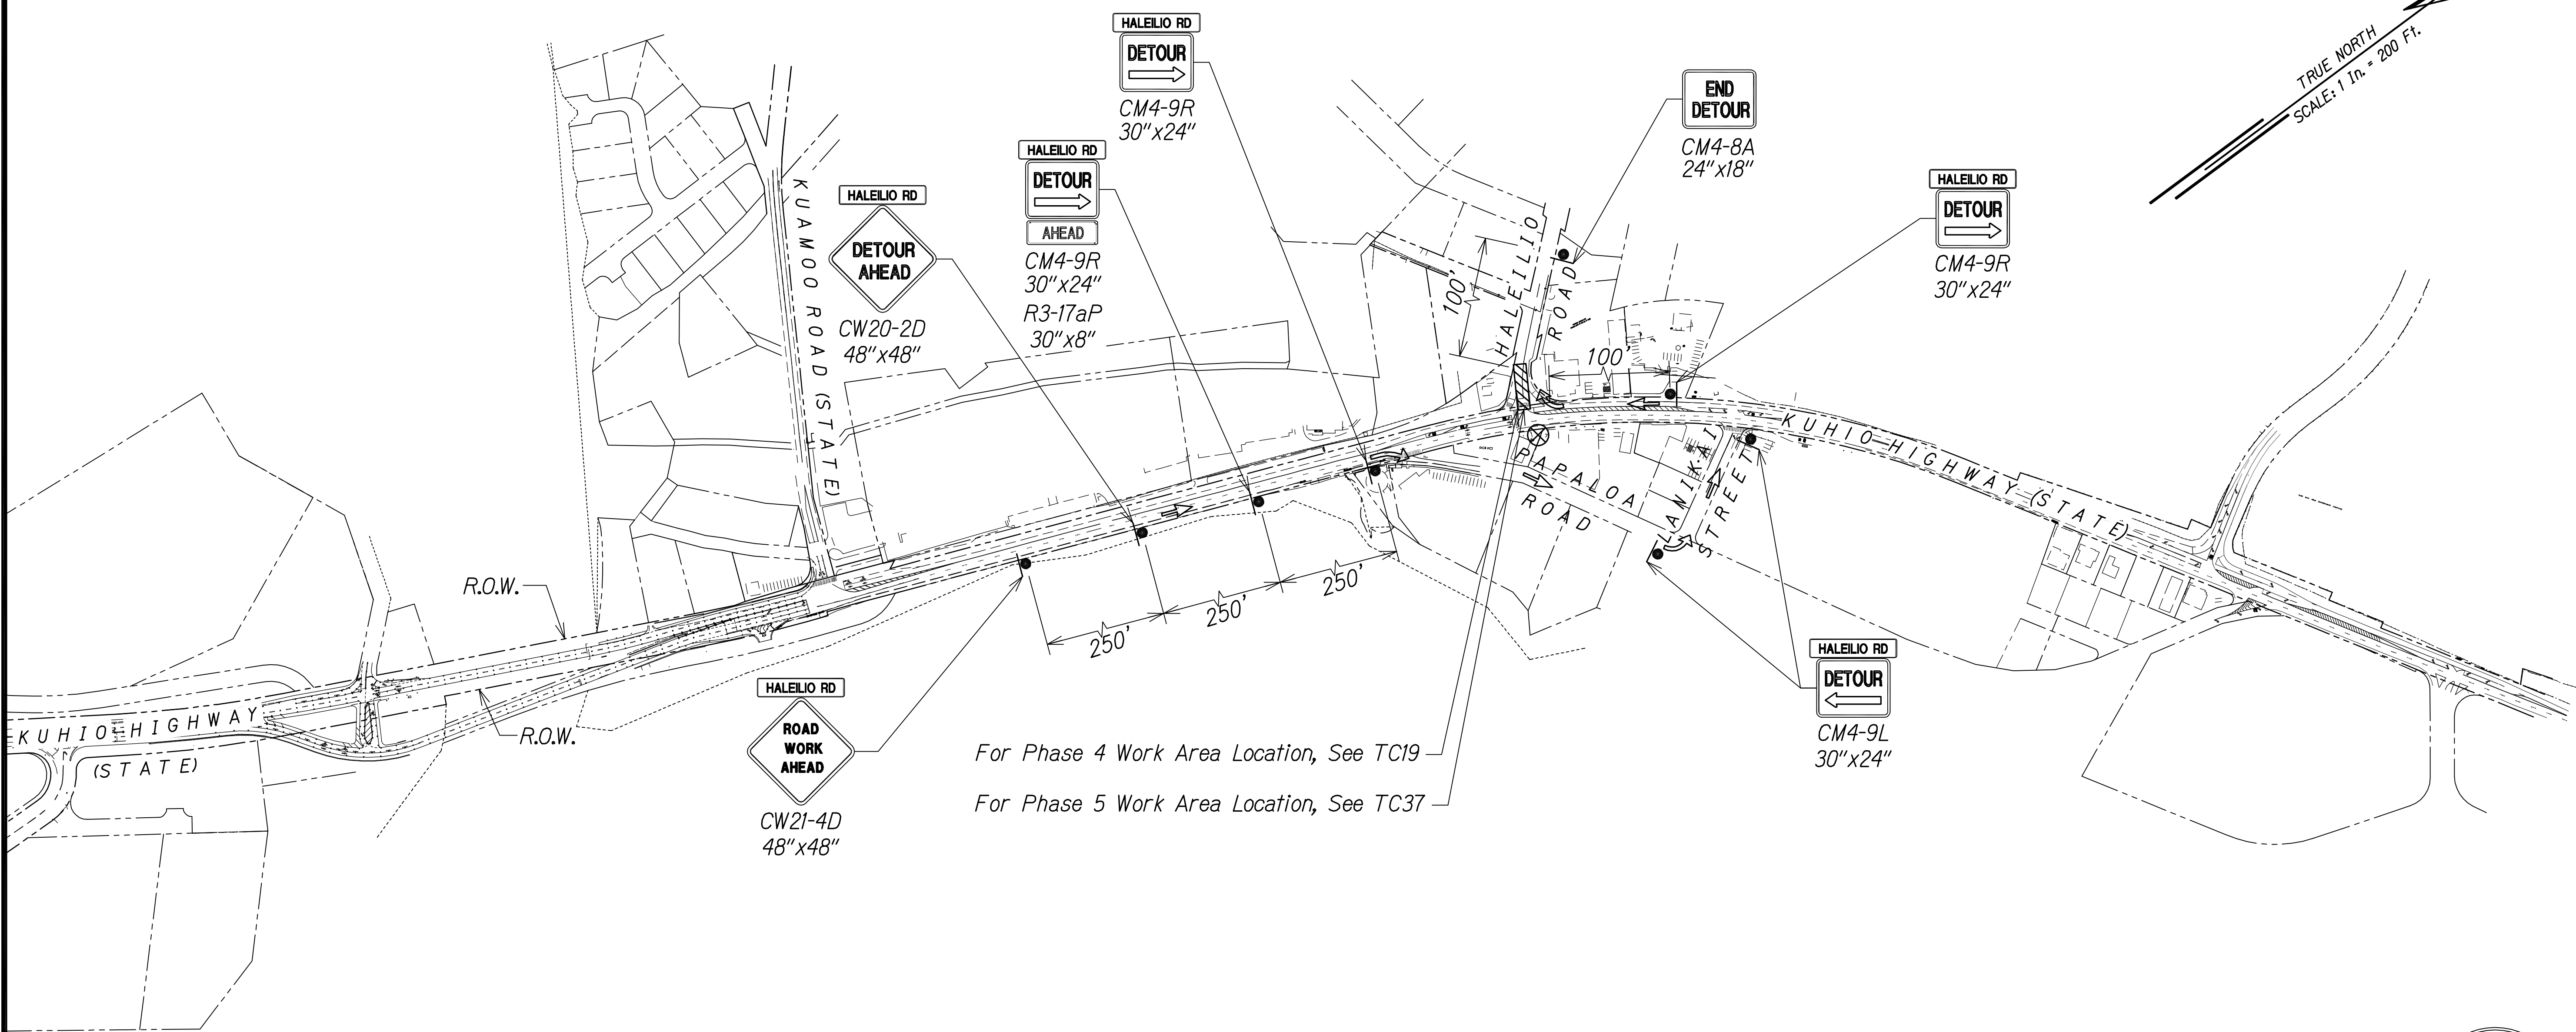 HALEILIO RD
DETOUR
CM4-9R
30"x24"
HALEILIO RD
DETOUR
AHEAD
CM4-9R
30"x24"
R3-17aP
30"x8"
HALEILIO RD
DETOUR
AHEAD
CW20-2D
48"x48"
END
DETOUR
CM4-8A
24"x18"
HALEILIO RD
DETOUR
CM4-9R
30"x24"
TRUE NORTH
SCALE: 1 In. = 200 Ft.
KUAMOO ROAD (STATE)
HALEILIO
ROAD
100'
100'
KUHIO HIGHWAY (STATE)
PAPALOA
ROAD
LANIKAI
STREET
250'
250'
250'
R.O.W.
R.O.W.
KUHIO HIGHWAY
(STATE)
HALEILIO RD
ROAD
WORK
AHEAD
CW21-4D
48"x48"
For Phase 4 Work Area Location, See TC19
For Phase 5 Work Area Location, See TC37
HALEILIO RD
DETOUR
CM4-9L
30"x24"